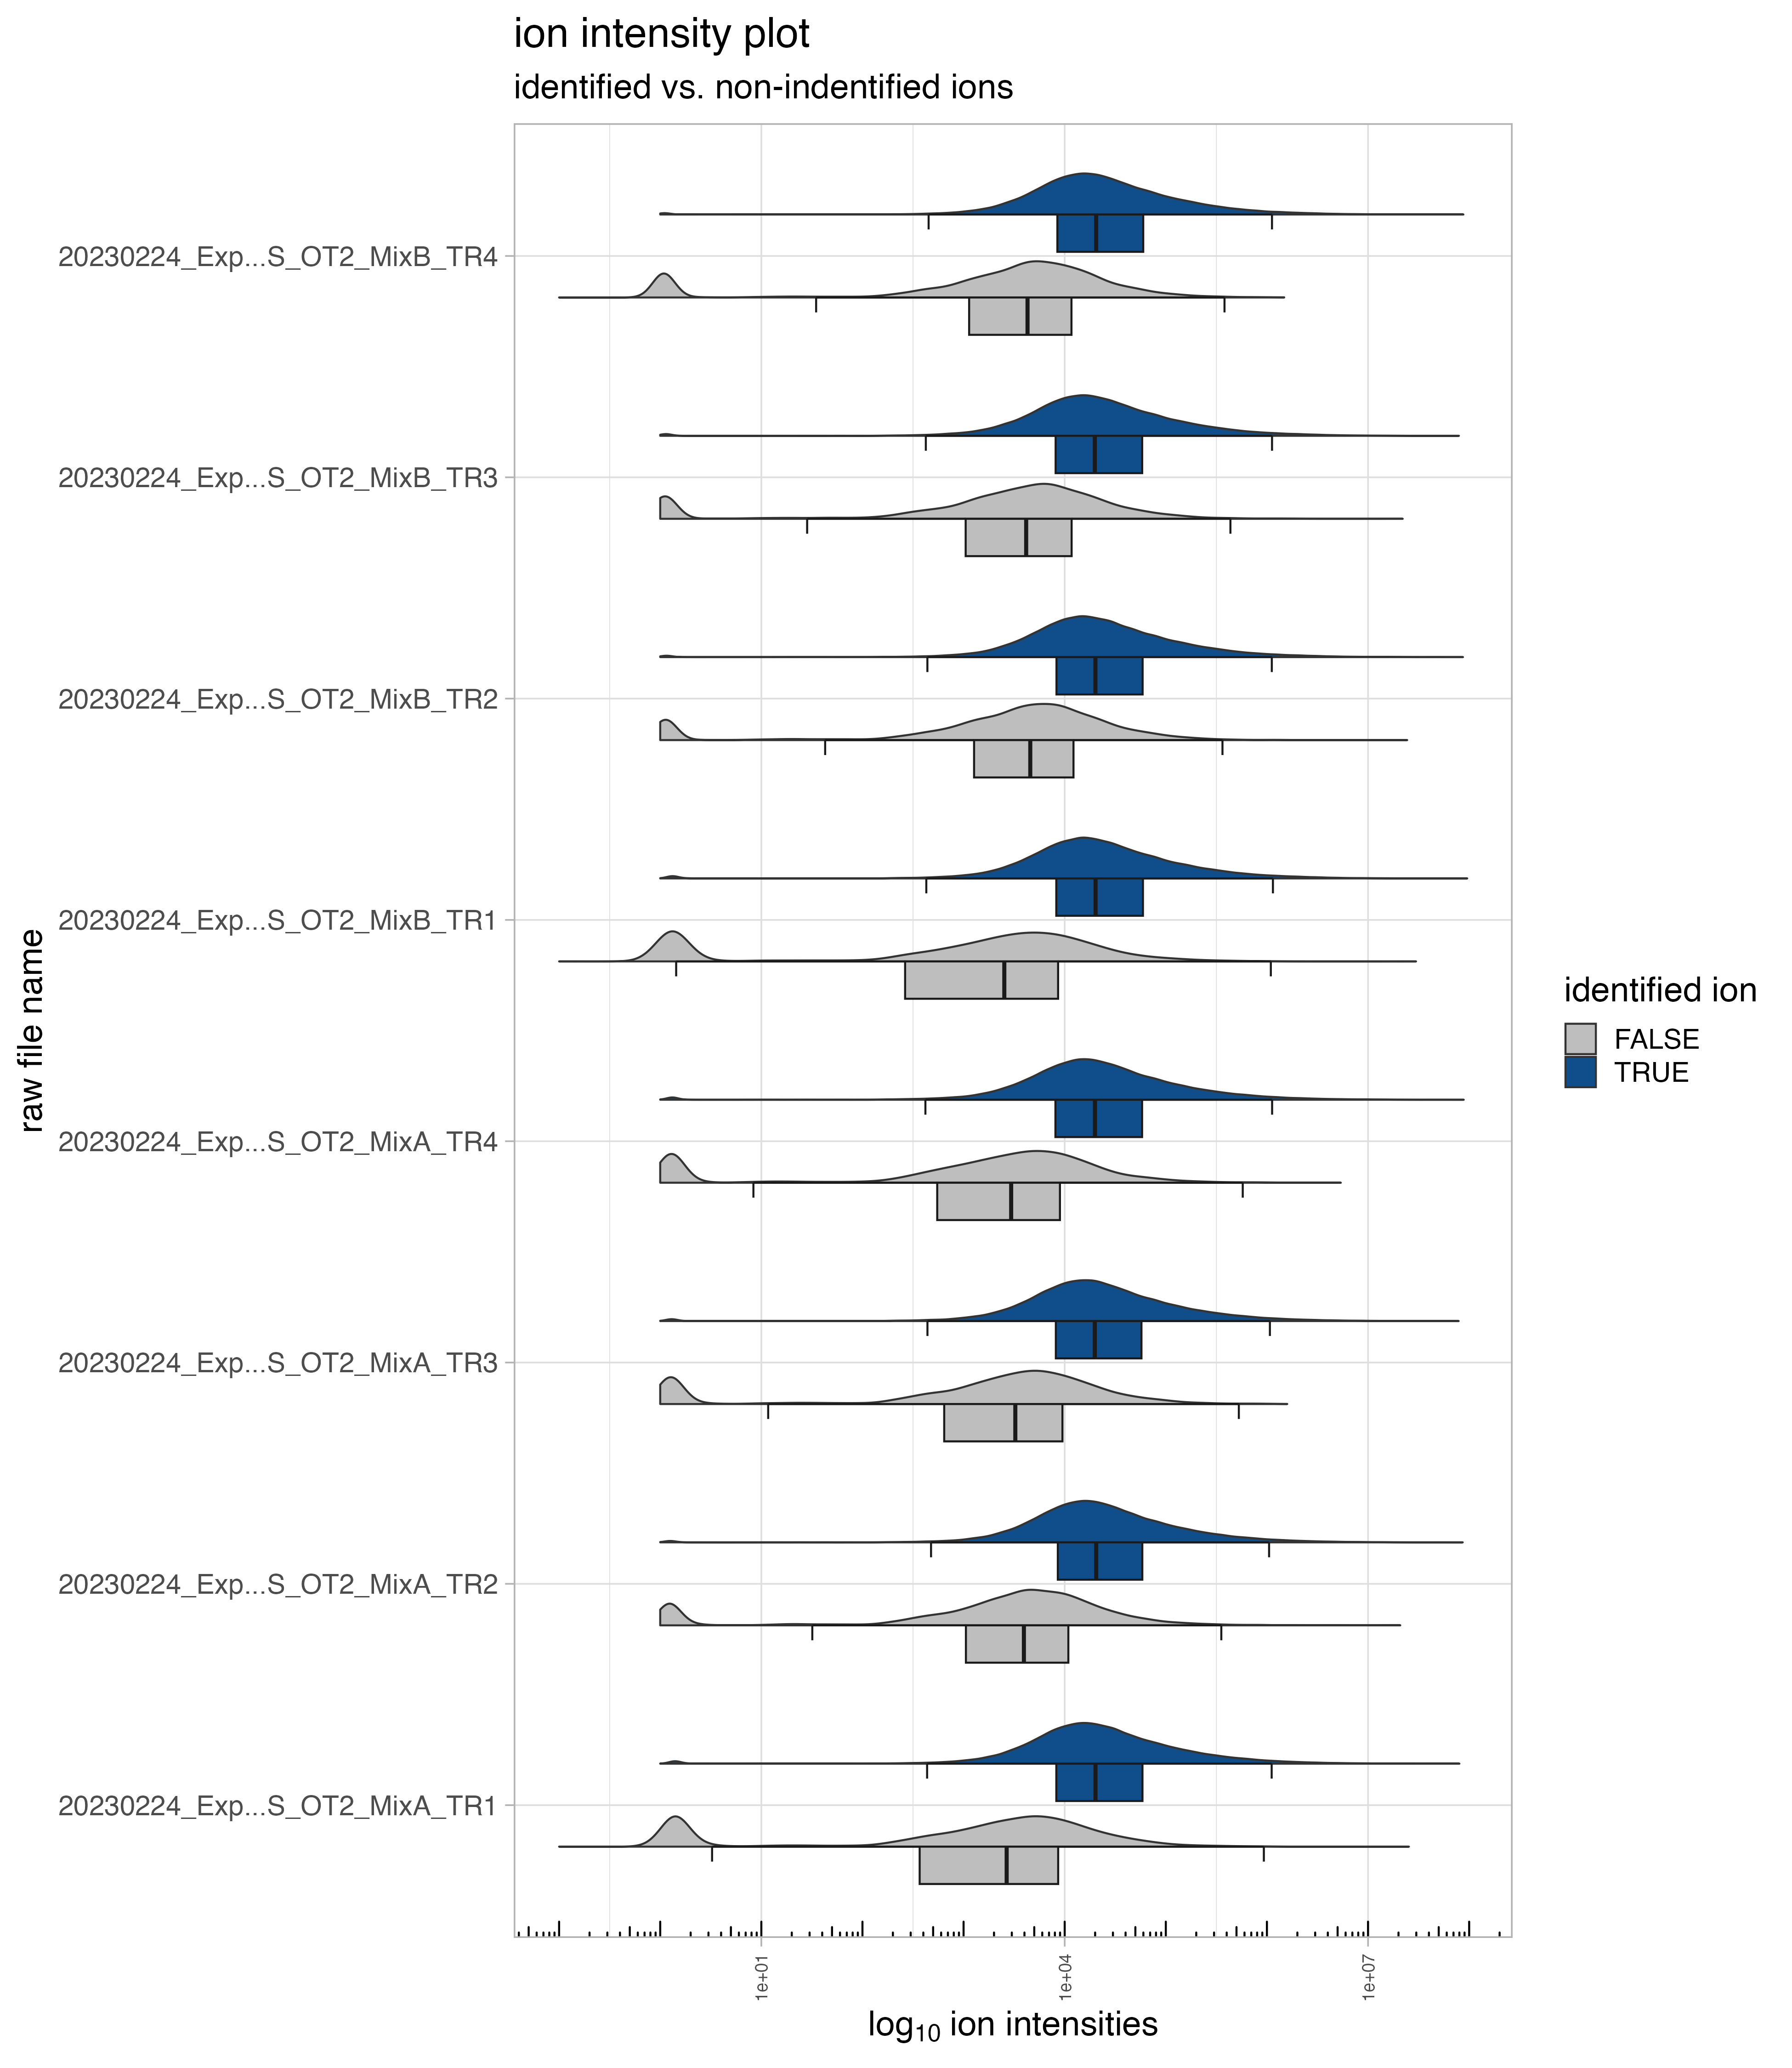 ion intensity plot
identified vs. non-indentified ions
20230224_Exp...S_OT2_MixB_TR4
20230224_Exp...S_OT2_MixB_TR3
20230224_Exp...S_OT2_MixB_TR2
20230224_Exp...S_OT2_MixB_TR1
20230224_Exp...S_OT2_MixA_TR4
20230224_Exp...S_OT2_MixA_TR3
20230224_Exp...S_OT2_MixA_TR2
20230224_Exp...S_OT2_MixA_TR1
raw file name
1e+01
1e+04
1e+07
log10 ion intensities
identified ion
FALSE
TRUE